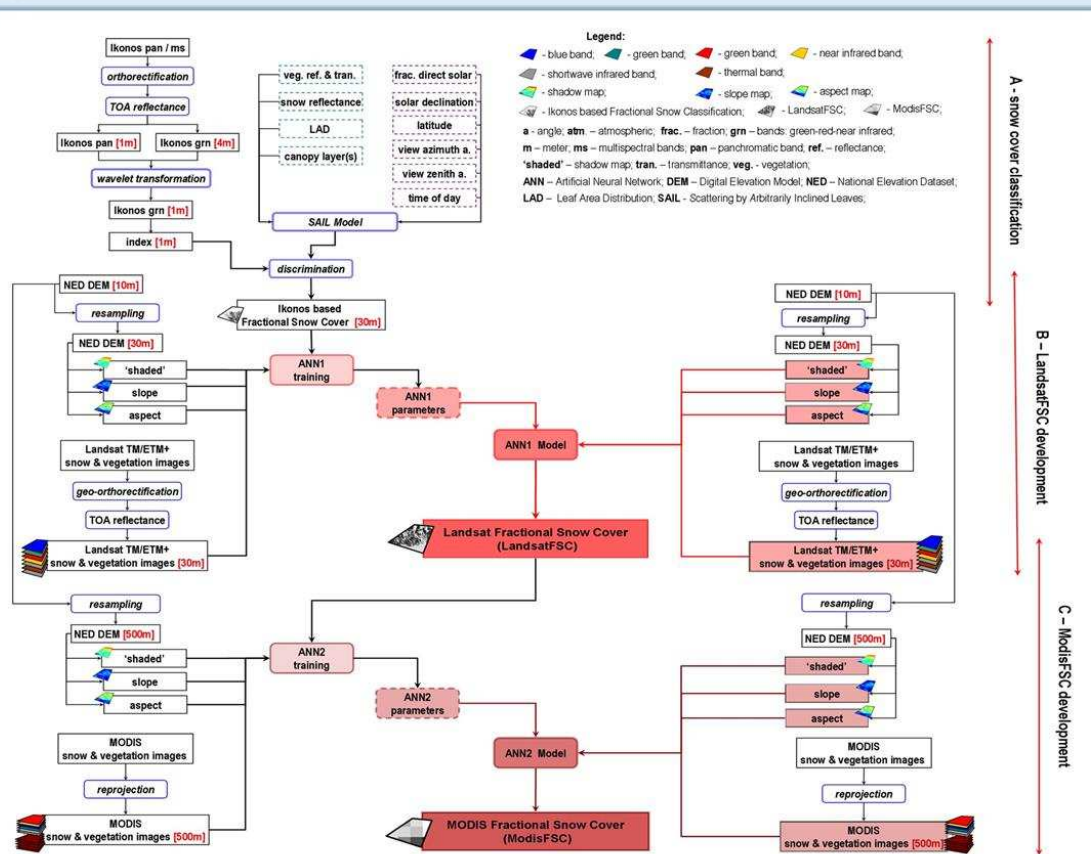 Ikonos pan / ms
orthorectification
TOA reflectance
Ikonos pan [1m]
Ikonos grn [4m]
wavelet transformation
Ikonos grn [1m]
index [1m]
veg. ref. & tran.
snow reflectance
LAD
canopy layer(s)
frac. direct solar
solar declination
latitude
view azimuth a.
view zenith a.
time of day
SAIL Model
discrimination
Ikonos based
Fractional Snow Cover [30m]
Legend:
- blue band; - green band; - green band; - near infrared band;
- shortwave infrared band; - thermal band;
- shadow map; - slope map; - aspect map;
- Ikonos based Fractional Snow Classification; - LandsatFSC; - ModisFSC;
a - angle; atm. – atmospheric; frac. – fraction; grn – bands: green-red-near infrared;
m – meter; ms – multispectral bands; pan – panchromatic band; ref. – reflectance;
'shaded' – shadow map; tran. – transmittance; veg. - vegetation;
ANN – Artificial Neural Network; DEM – Digital Elevation Model; NED – National Elevation Dataset;
LAD – Leaf Area Distribution; SAIL - Scattering by Arbitrarily Inclined Leaves;
A - snow cover classification
NED DEM [10m]
resampling
NED DEM [30m]
'shaded'
slope
aspect
Landsat TM/ETM+
snow & vegetation images
geo-orthorectification
TOA reflectance
Landsat TM/ETM+
snow & vegetation images [30m]
ANN1
training
ANN1
parameters
ANN1 Model
Landsat Fractional Snow Cover
(LandsatFSC)
NED DEM [10m]
resampling
NED DEM [30m]
'shaded'
slope
aspect
Landsat TM/ETM+
snow & vegetation images
geo-orthorectification
TOA reflectance
Landsat TM/ETM+
snow & vegetation images [30m]
B – LandsatFSC development
resampling
NED DEM [500m]
'shaded'
slope
aspect
MODIS
snow & vegetation images
reprojection
MODIS
snow & vegetation images [500m]
ANN2
training
ANN2
parameters
ANN2 Model
MODIS Fractional Snow Cover
(ModisFSC)
resampling
NED DEM [500m]
'shaded'
slope
aspect
MODIS
snow & vegetation images
reprojection
MODIS
snow & vegetation images [500m]
C – ModisFSC development